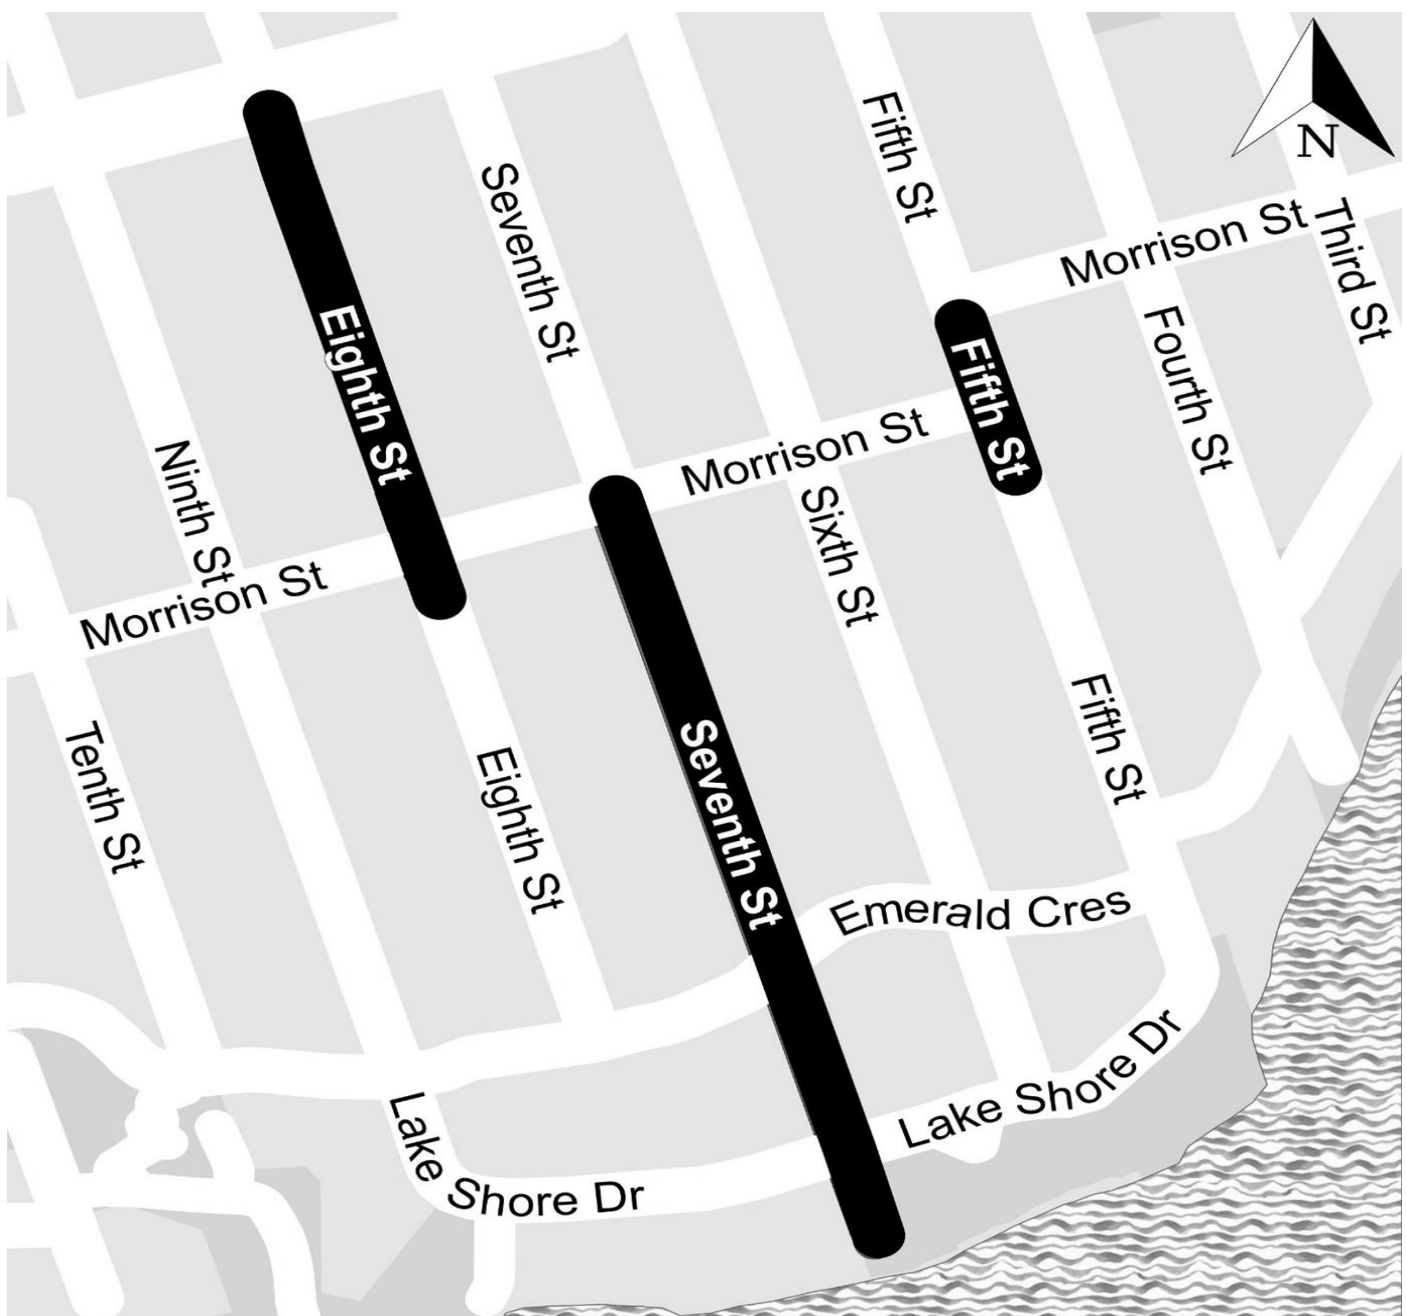 Fifth St
N
Seventh St
Morrison St
Third St
Eighth St
Fifth St
Fourth St
Ninth St
Morrison St
Sixth St
Morrison St
Seventh St
Fifth St
Tenth St
Eighth St
Emerald Cres
Lake Shore Dr
Lake Shore Dr